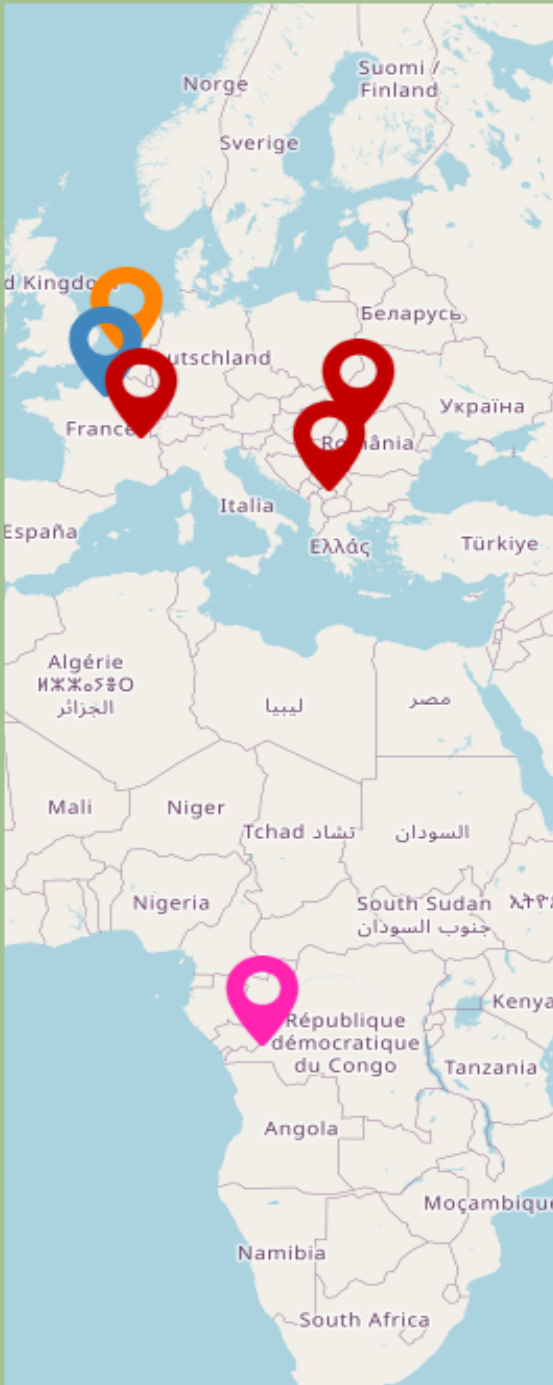 Norge
Suomi /
Finland
Sverige
d Kingdo
Беларусь
utschland
Україна
France
Ro ânia
Italia
España
Ελλάς
Türkiye
Algérie
ⵍⵣⵣⴰⵢⴻⵔ
الجزائر
ليبيا
مصر
Mali
Niger
Tchad تشاد
السودان
Nigeria
South Sudan
جنوب السودان
Kenya
République
démocratique
du Congo
Tanzania
Angola
Moçambique
Namibia
South Africa